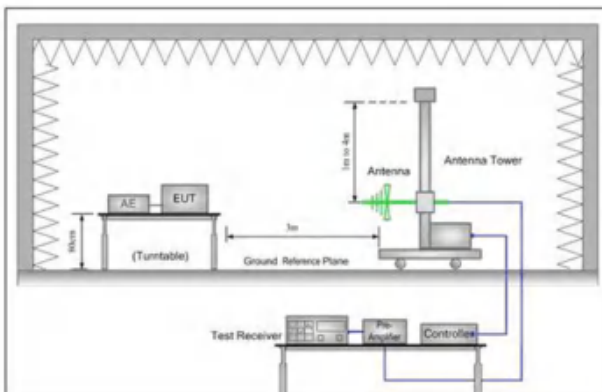 1m to 4m
Antenna
Antenna Tower
AE
EUT
80cm
(Turntable)
3m
Ground Reference Plane
Test Receiver
Pre-
Amplifier
Controller